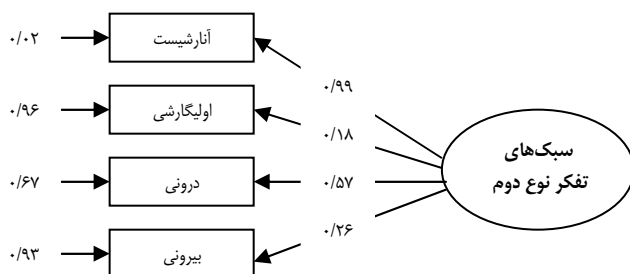 ۰/۰۲
آنارشیست
۰/۹۹
۰/۹۶
اولیگارشی
۰/۱۸
سبک‌های
تفکر نوع دوم
۰/۶۷
درونی
۰/۵۷
۰/۲۶
۰/۹۳
بیرونی